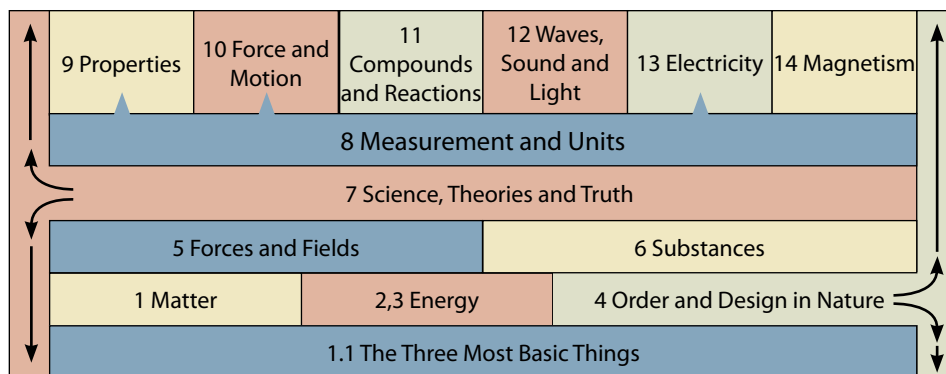 9 Properties
10 Force and
Motion
11
Compounds
and Reactions
12 Waves,
Sound and
Light
13 Electricity
14 Magnetism
8 Measurement and Units
7 Science, Theories and Truth
5 Forces and Fields
6 Substances
1 Matter
2,3 Energy
4 Order and Design in Nature
1.1 The Three Most Basic Things